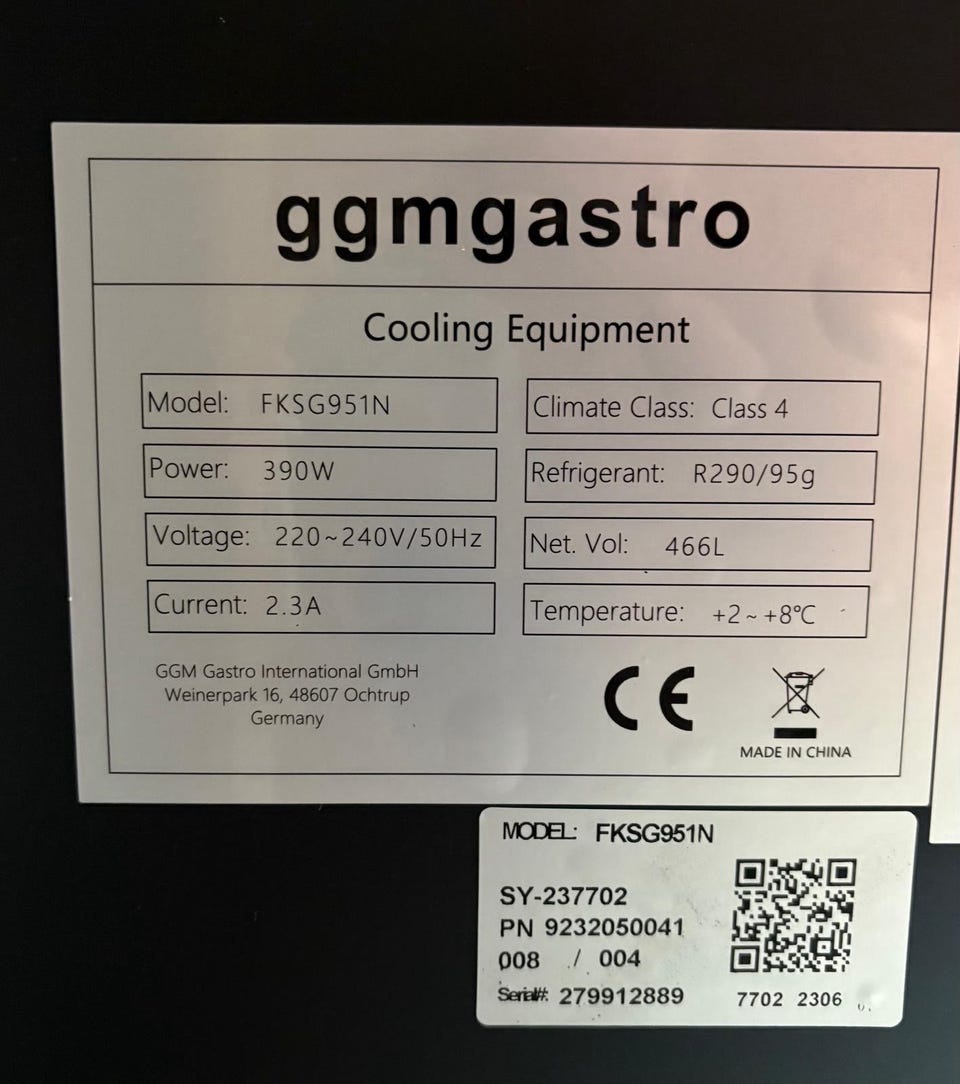 ggmgastro
Cooling Equipment
Model: FKSG951N
Climate Class: Class 4
Power: 390W
Refrigerant: R290/95g
Voltage: 220~240V/50Hz
Net. Vol: 466L
Current: 2.3A
Temperature: +2~+8℃
GGM Gastro International GmbH
Weinerpark 16, 48607 Ochtrup
Germany
CE
MADE IN CHINA
MODEL: FKSG951N
SY-237702
PN 9232050041
008 / 004
Serial#: 279912889
7702 2306